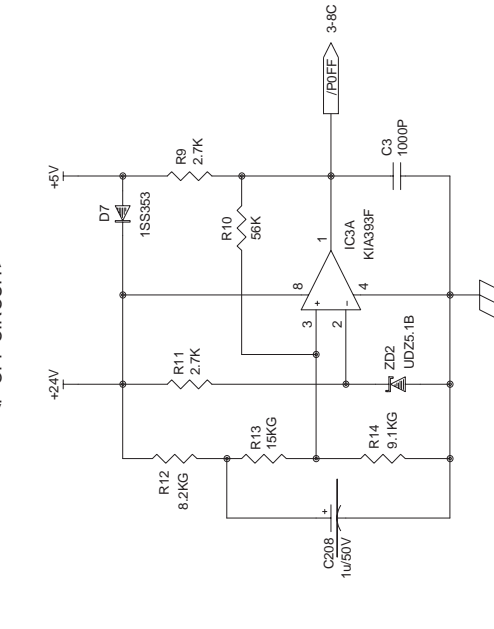 3-8C
/P0FF
+5V
+24V
D7
1SS353
R9
2.7K
R10
56K
C3
1000P
1
IC3A
KIA393F
8
4
3
2
+
-
R11
2.7K
ZD2
UDZ5.1B
R12
8.2KG
R13
15KG
R14
9.1KG
+
C208
1u/50V